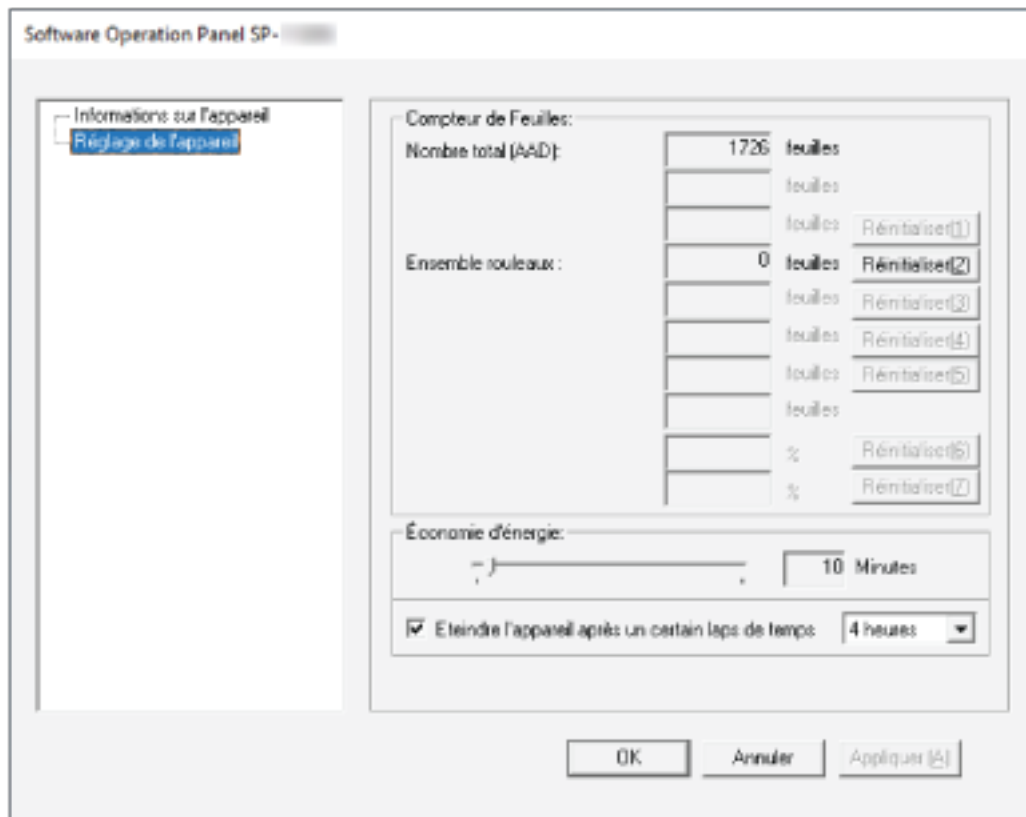 Software Operation Panel SP-
Informations sur l'appareil
Réglage de l'appareil
Compteur de Feuilles:
Nombre total (AAD): 1726 feuilles
feuilles
feuilles Réinitialiser(1)
Ensemble rouleaux : 0 feuilles Réinitialiser(2)
feuilles Réinitialiser(3)
feuilles Réinitialiser(4)
feuilles Réinitialiser(5)
feuilles
% Réinitialiser(6)
% Réinitialiser(7)
Économie d'énergie:
10 Minutes
Eteindre l'appareil après un certain laps de temps 4 heures
OK Annuler Appliquer (A)